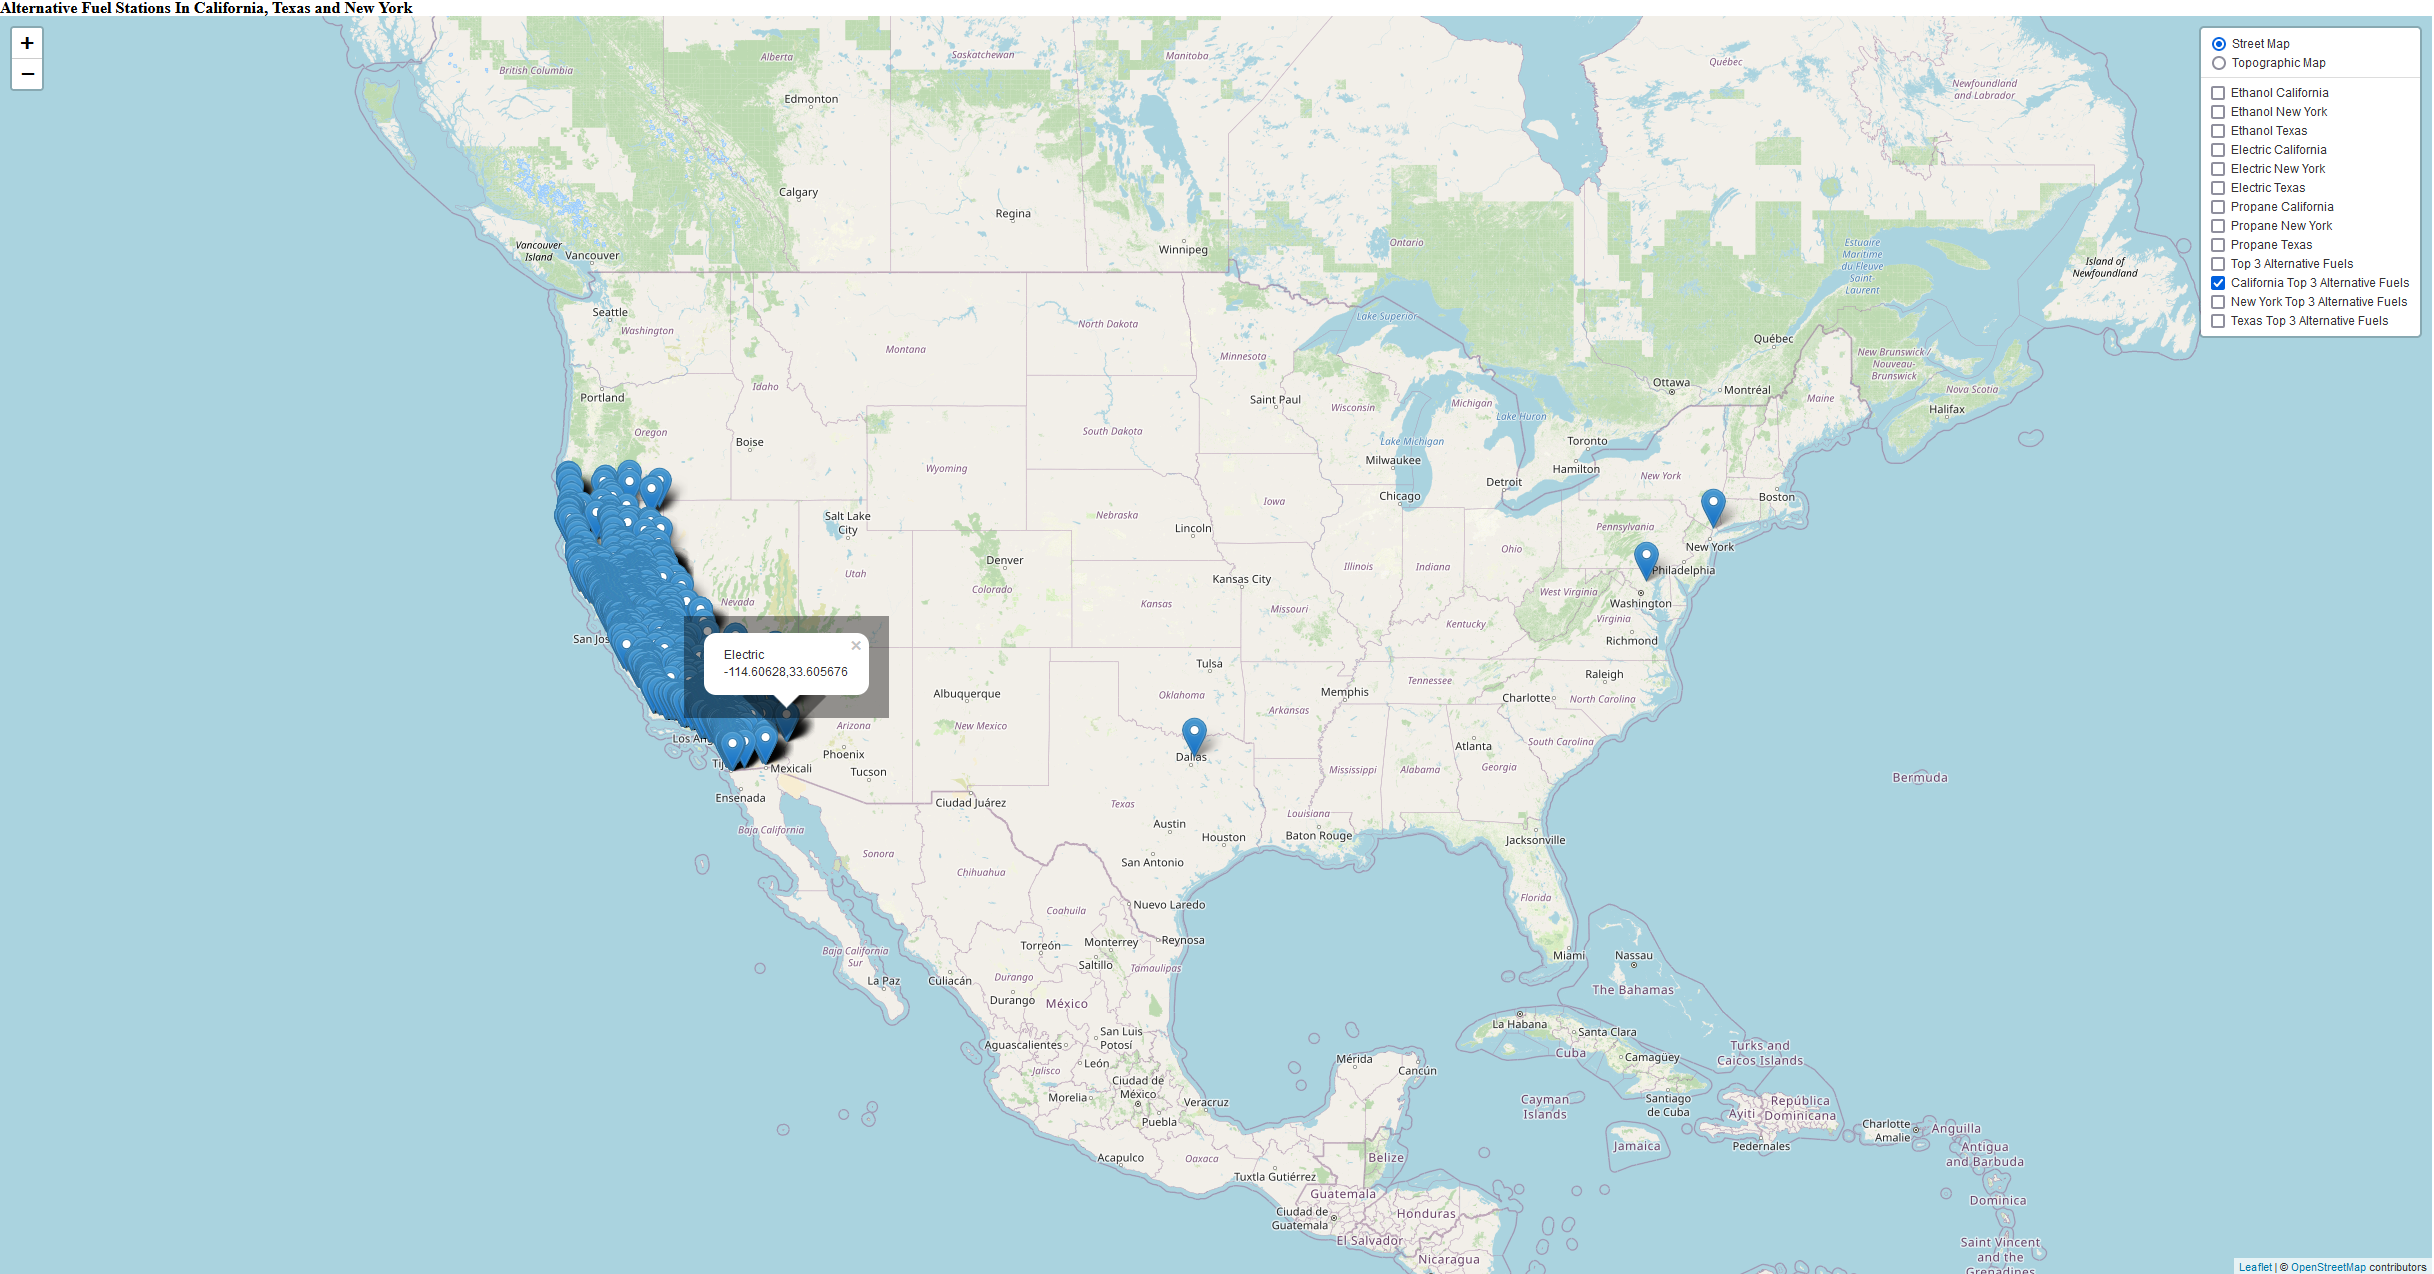 Alternative Fuel Stations In California, Texas and New York
+
−
Street Map
Topographic Map
Ethanol California
Ethanol New York
Ethanol Texas
Electric California
Electric New York
Electric Texas
Propane California
Propane New York
Propane Texas
Top 3 Alternative Fuels
California Top 3 Alternative Fuels
New York Top 3 Alternative Fuels
Texas Top 3 Alternative Fuels
British Columbia
Alberta
Saskatchewan
Manitoba
Québec
Newfoundland
and Labrador
Edmonton
Calgary
Regina
Winnipeg
Ontario
Vancouver
Island
Vancouver
Estuaire
Maritime
du Fleuve
Saint-
Laurent
Island of
Newfoundland
Seattle
Washington
North Dakota
Montana
Minnesota
Lake Superior
Québec
New Brunswick /
Nouveau-
Brunswick
Idaho
Portland
Oregon
Boise
South Dakota
Saint Paul
Wisconsin
Michigan
Lake Huron
Ottawa
Montréal
Maine
Nova Scotia
Halifax
Wyoming
Lake Michigan
Milwaukee
Toronto
Hamilton
Chicago
Detroit
New York
Boston
Salt Lake
City
Nebraska
Iowa
Lincoln
Pennsylvania
New York
Denver
Utah
Colorado
Nevada
Kansas City
Kansas
Missouri
Illinois
Indiana
Ohio
West Virginia
Philadelphia
Washington
Virginia
Richmond
Kentucky
San Jos
Electric
-114.60628,33.605676
×
Tulsa
Oklahoma
Albuquerque
New Mexico
Arizona
Phoenix
Tucson
Memphis
Arkansas
Tennessee
Raleigh
Charlotte
North Carolina
South Carolina
Atlanta
Georgia
Alabama
Mississippi
Dallas
Los Ang
Tij
Mexicali
Ensenada
Baja California
Ciudad Juárez
Texas
Austin
Houston
San Antonio
Louisiana
Baton Rouge
Jacksonville
Florida
Bermuda
Sonora
Chihuahua
Coahuila
Nuevo Laredo
Reynosa
Monterrey
Torreón
Saltillo
Tamaulipas
Baja California
Sur
La Paz
Culiacán
Durango
Durango
México
Miami
Nassau
The Bahamas
San Luis
Potosí
Aguascalientes
León
Jalisco
Ciudad de
México
Morelia
Veracruz
Puebla
Acapulco
Oaxaca
Tuxtla Gutiérrez
Mérida
Cancún
La Habana
Santa Clara
Cuba
Camagüey
Santiago
de Cuba
Turks and
Caicos Islands
Cayman
Islands
Jamaica
Ayiti
República
Dominicana
Pedernales
Charlotte
Amalie
Anguilla
Antigua
and Barbuda
Dominica
Saint Vincent
and the
Grenadines
Belize
Guatemala
Ciudad de
Guatemala
Honduras
El Salvador
Nicaragua
Leaflet | © OpenStreetMap contributors